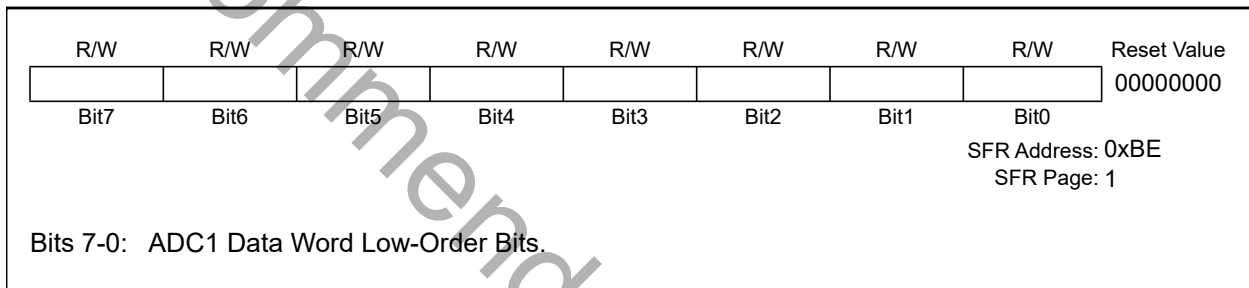 R/W R/W R/W R/W R/W R/W R/W R/W Reset Value
00000000
Bit7 Bit6 Bit5 Bit4 Bit3 Bit2 Bit1 Bit0
SFR Address: 0xBE
SFR Page: 1
Bits 7-0: ADC1 Data Word Low-Order Bits.
ommend